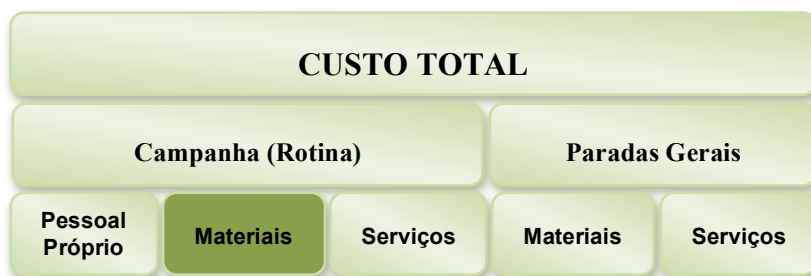 CUSTO TOTAL
Campanha (Rotina)
Paradas Gerais
Pessoal
Próprio
Materiais
Serviços
Materiais
Serviços